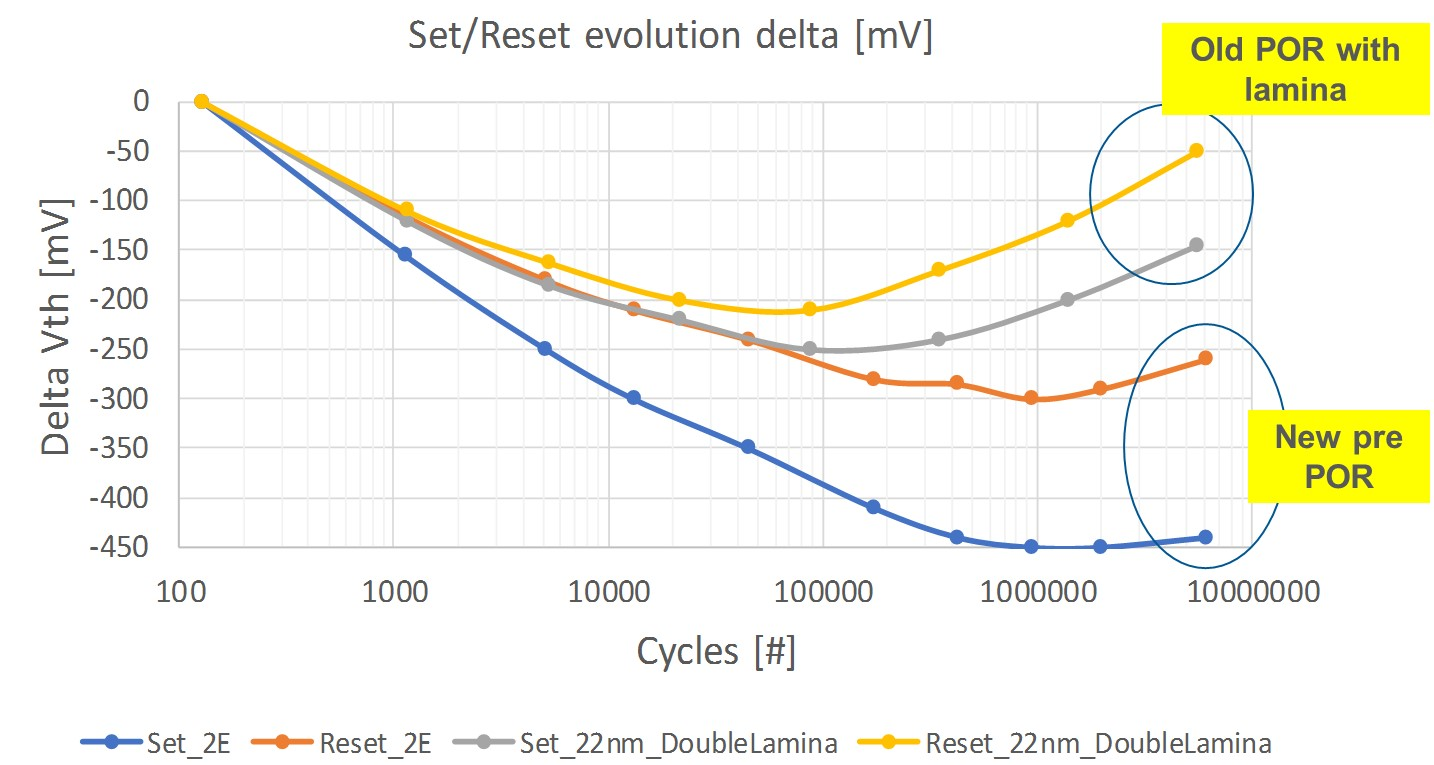 Set/Reset evolution delta [mV]
Old POR with
lamina
0
-50
-100
-150
-200
-250
-300
-350
-400
-450
Delta Vth [mV]
New pre
POR
100
1000
10000
100000
1000000
10000000
Cycles [#]
Set_2E
Reset_2E
Set_22nm_DoubleLamina
Reset_22nm_DoubleLamina